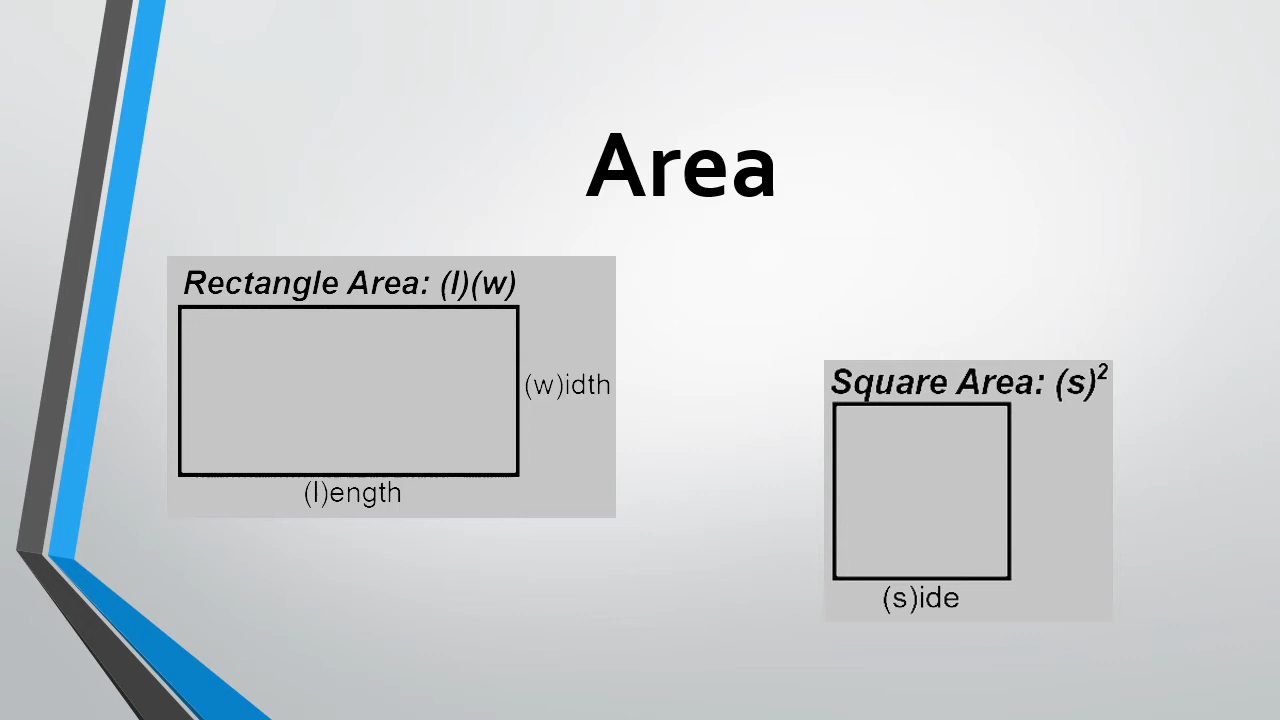 Area
Rectangle Area: (l)(w)
(w)idth
(l)ength
Square Area: (s)²
(s)ide